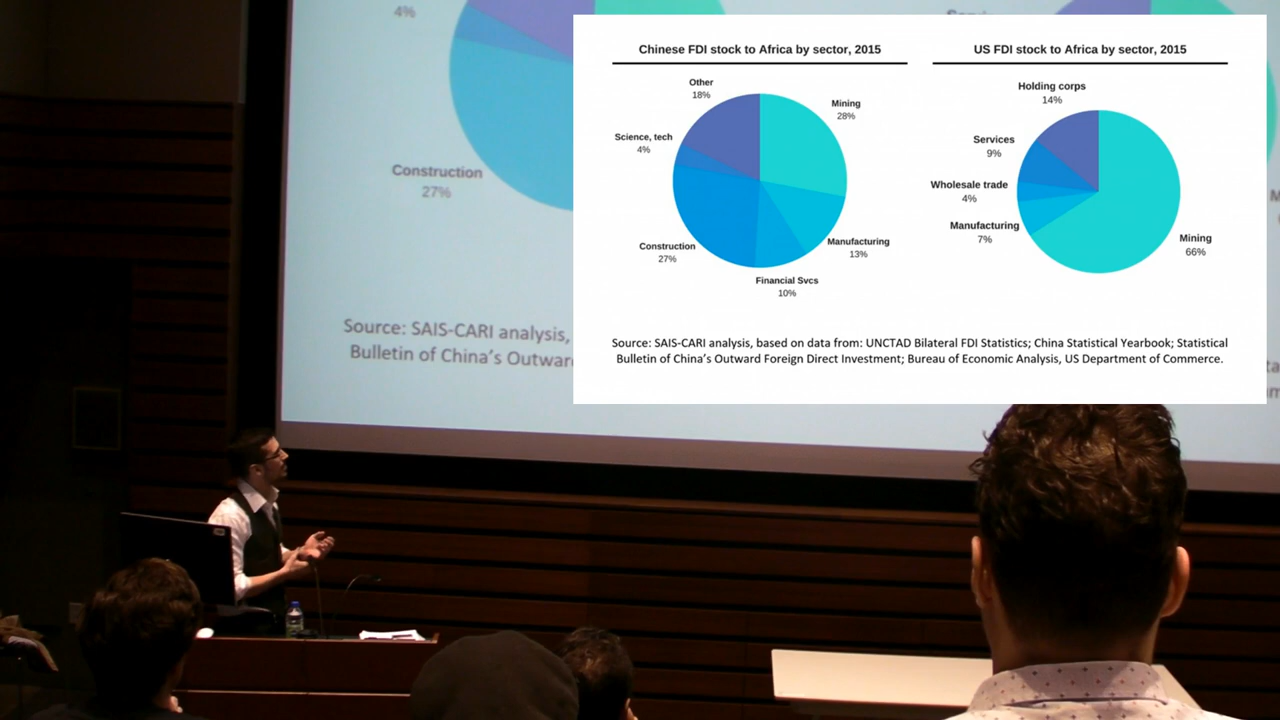 4%
Construction
27%
Source: SAIS-CARI analysis,
Bulletin of China's Outward
Chinese FDI stock to Africa by sector, 2015
Other
18%
Mining
28%
Science, tech
4%
Construction
27%
Manufacturing
13%
Financial Svcs
10%
US FDI stock to Africa by sector, 2015
Holding corps
14%
Services
9%
Wholesale trade
4%
Manufacturing
7%
Mining
66%
Source: SAIS-CARI analysis, based on data from: UNCTAD Bilateral FDI Statistics; China Statistical Yearbook; Statistical
Bulletin of China's Outward Foreign Direct Investment; Bureau of Economic Analysis, US Department of Commerce.